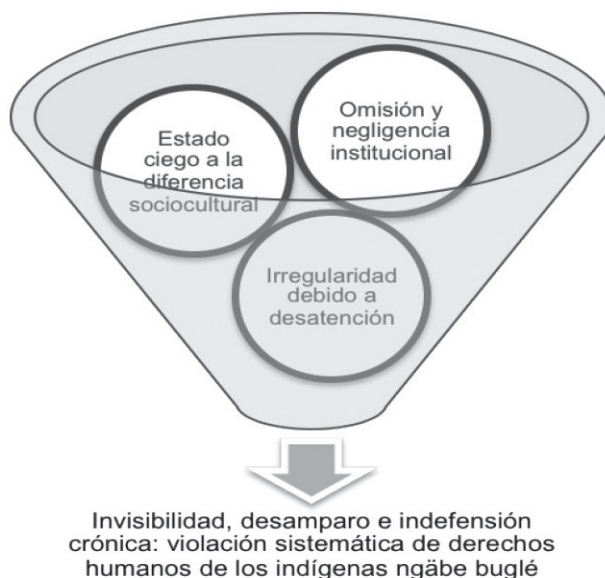 Estado
ciego a la
diferencia
sociocultural
Omisión y
negligencia
institucional
Irregularidad
debido a
desatención
Invisibilidad, desamparo e indefensión
crónica: violación sistemática de derechos
humanos de los indígenas ngäbe buglé